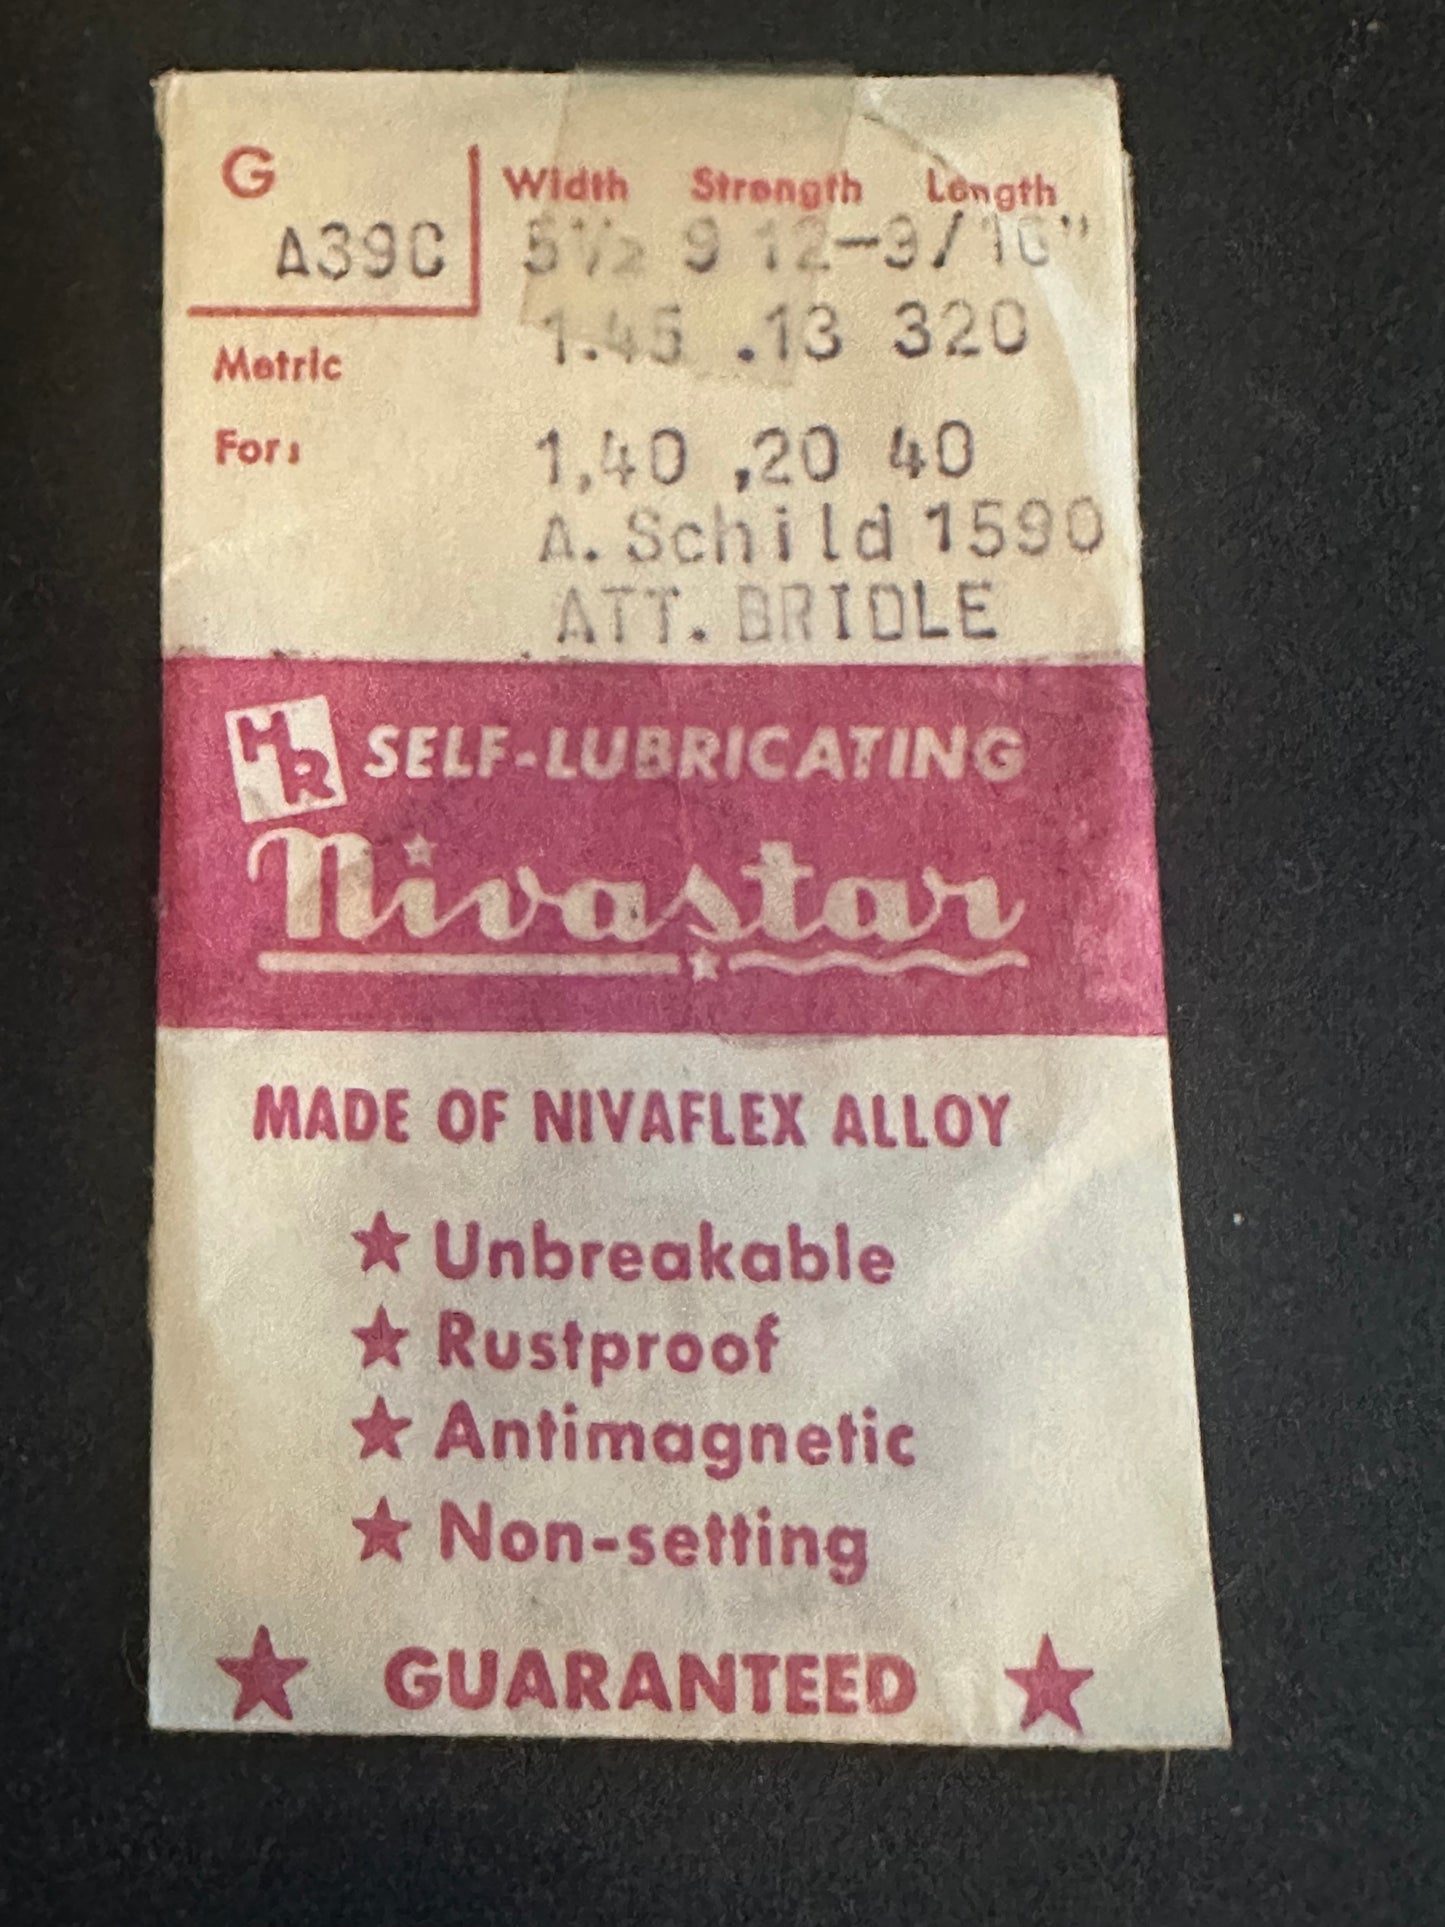 G Width Strength Length
A39C 5½ 9 12-9/16"
Metric 1.45 .13 320
For: 1,40 ,20 40
A. Schild 1590
ATT. BRIDLE
HR SELF-LUBRICATING
Nivastar
MADE OF NIVAFLEX ALLOY
★ Unbreakable
★ Rustproof
★ Antimagnetic
★ Non-setting
★ GUARANTEED ★